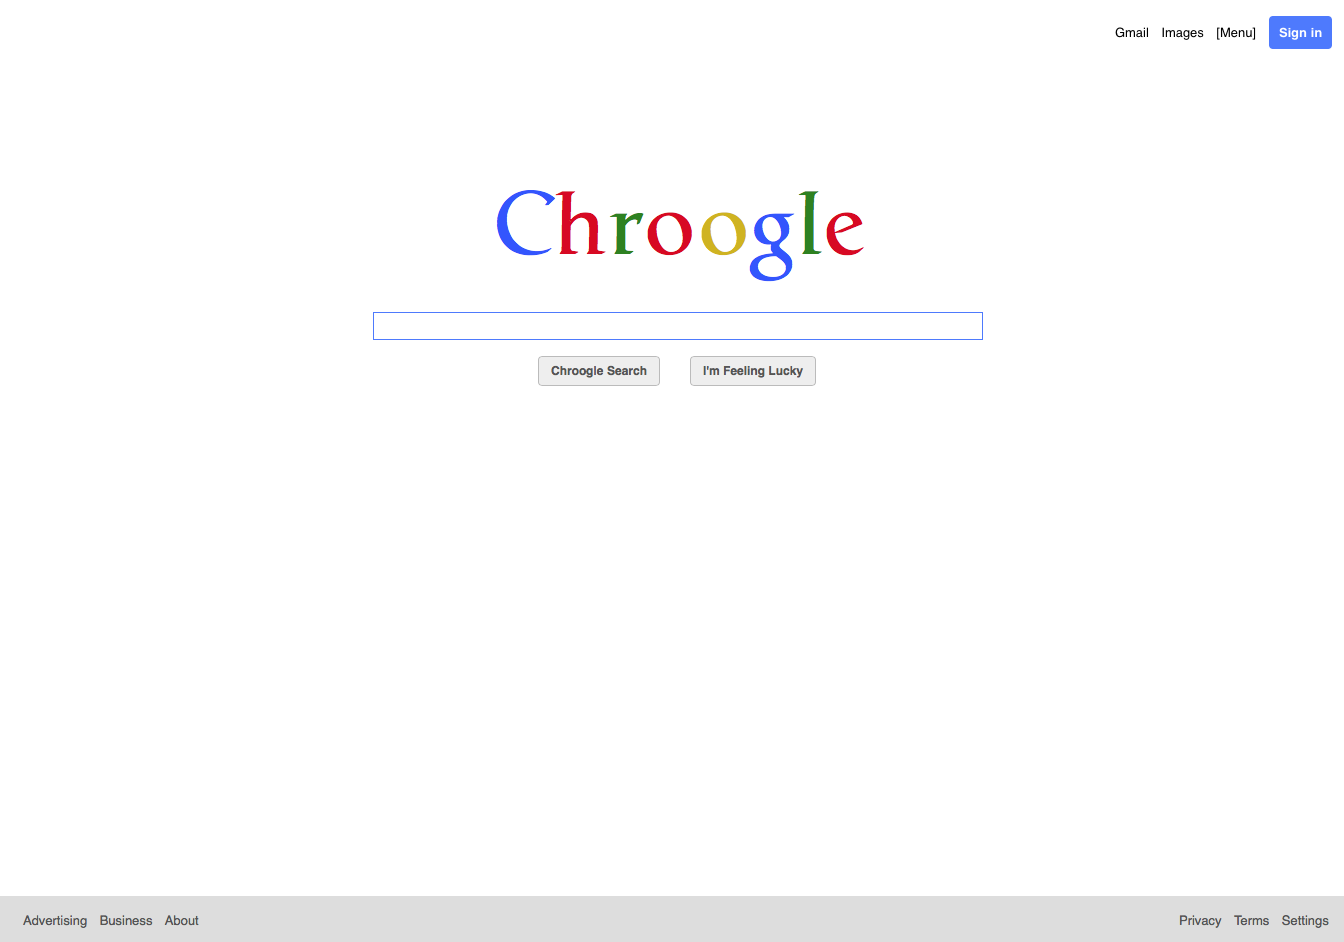 Gmail Images [Menu] Sign in
Chroogle
Chroogle Search I'm Feeling Lucky
Advertising Business About Privacy Terms Settings